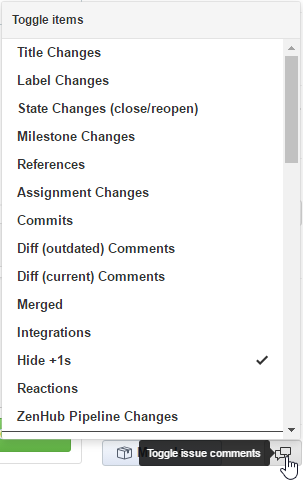 Toggle items
Title Changes
Label Changes
State Changes (close/reopen)
Milestone Changes
References
Assignment Changes
Commits
Diff (outdated) Comments
Diff (current) Comments
Merged
Integrations
Hide +1s
Reactions
ZenHub Pipeline Changes
Toggle issue comments